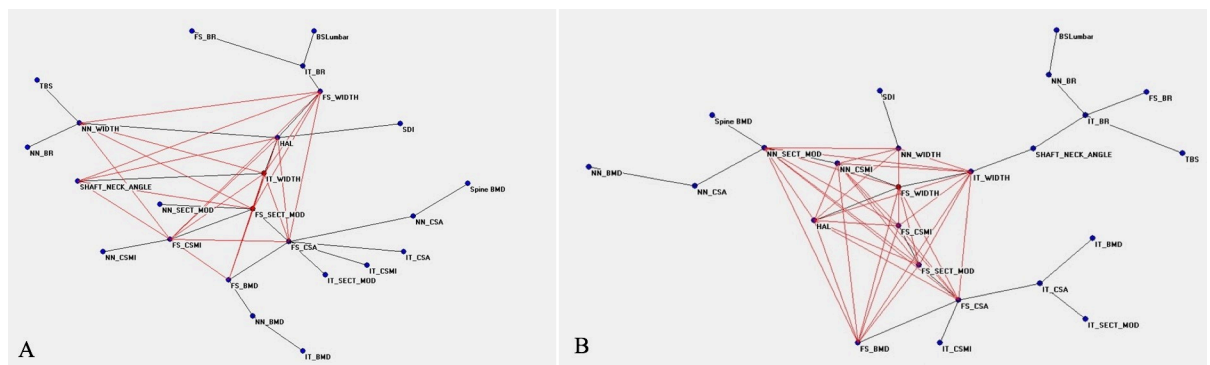 FS_BR
BSLumbar
IT_BR
TBS
FS_WIDTH
NN_WIDTH
SDI
HAL
NN_BR
IT_WIDTH
SHAFT_NECK_ANGLE
Spine BMD
NN_SECT_MOD
FS_SECT_MOD
NN_CSA
FS_CSMI
FS_CSA
NN_CSMI
IT_CSA
IT_CSMI
IT_SECT_MOD
FS_BMD
NN_BMD
A
IT_BMD
BSLumbar
NN_BR
SDI
FS_BR
Spine BMD
IT_BR
NN_SECT_MOD
NN_WIDTH
SHAFT_NECK_ANGLE
TBS
NN_BMD
NN_CSMI
IT_WIDTH
NN_CSA
FS_WIDTH
HAL
FS_CSMI
IT_BMD
FS_SECT_MOD
IT_CSA
FS_CSA
IT_SECT_MOD
B
FS_BMD
IT_CSMI